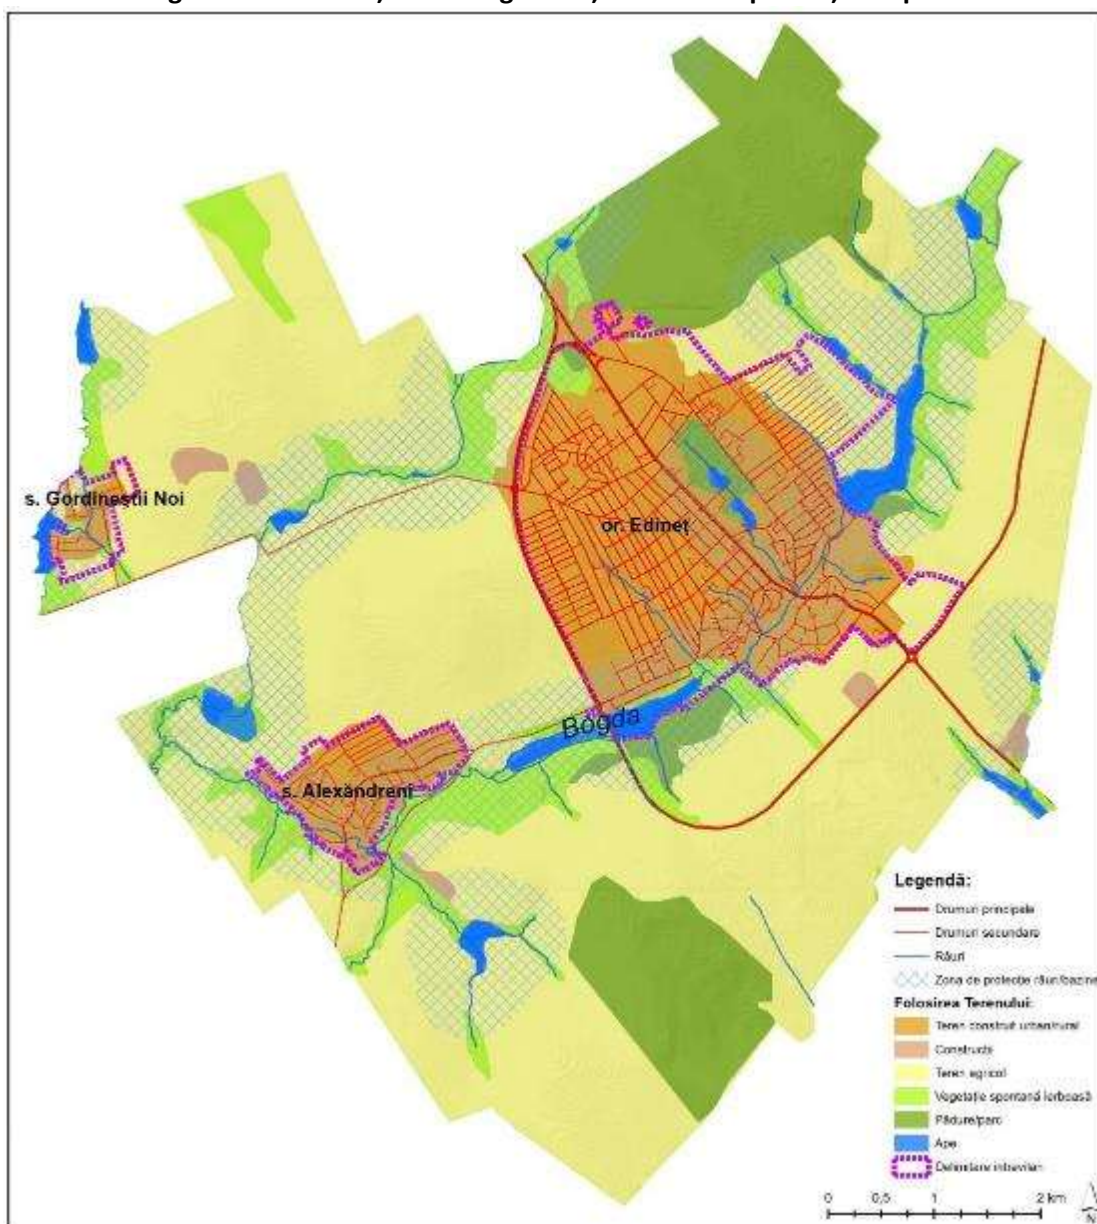 s. Gordineștii Noi
or. Edineț
Bogda
s. Alexăndreni
Legendă:
Drumuri principale
Drumuri secundare
Râuri
Zona de protecție râuri/bazine
Folosirea Terenului:
Teren construit urban/rural
Construcții
Teren agricol
Vegetație spontană ierboasă
Pădure/parc
Ape
Delimitare intravilan
0 0,5 1 2 km
N